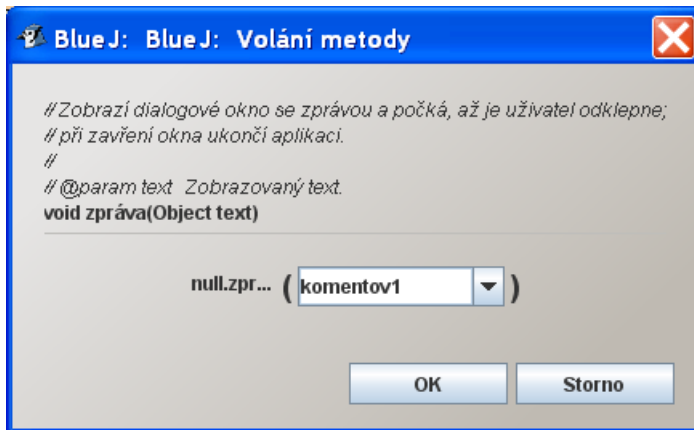 BlueJ: BlueJ: Volání metody
// Zobrazí dialogové okno se zprávou a počká, až je uživatel odklepne;
// při zavření okna ukončí aplikaci.
//
// @param text Zobrazovaný text.
void zpráva(Object text)
null.zpr... ( komentov1 )
OK Storno